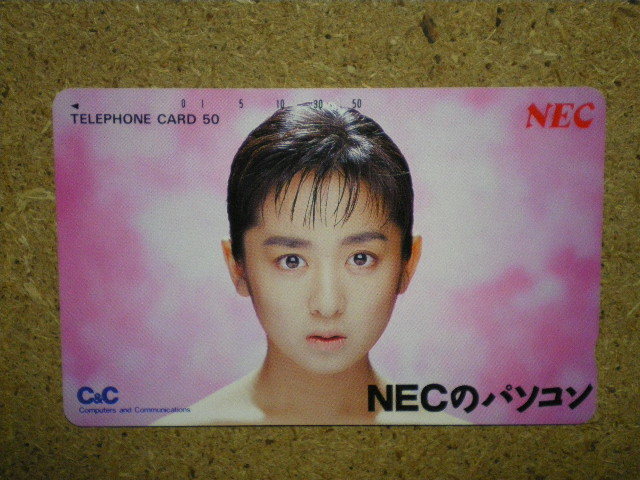 ◀ 0 1 5 10 30 50
TELEPHONE CARD 50
NEC
C&C
Computers and Communications
NECのパソコン